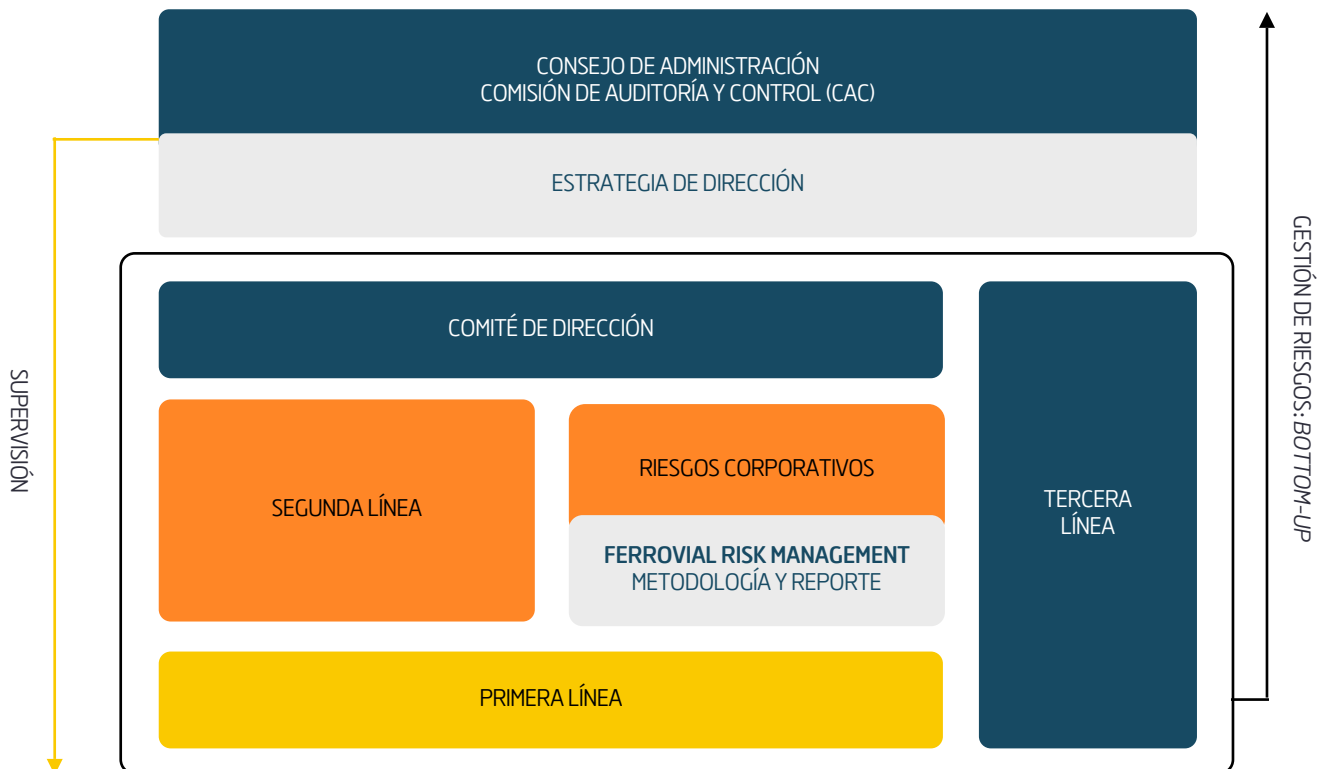 CONSEJO DE ADMINISTRACIÓN
COMISIÓN DE AUDITORÍA Y CONTROL (CAC)
ESTRATEGIA DE DIRECCIÓN
SUPERVISIÓN
COMITÉ DE DIRECCIÓN
SEGUNDA LÍNEA
RIESGOS CORPORATIVOS
FERROVIAL RISK MANAGEMENT
METODOLOGÍA Y REPORTE
PRIMERA LÍNEA
TERCERA
LÍNEA
GESTIÓN DE RIESGOS: BOTTOM-UP